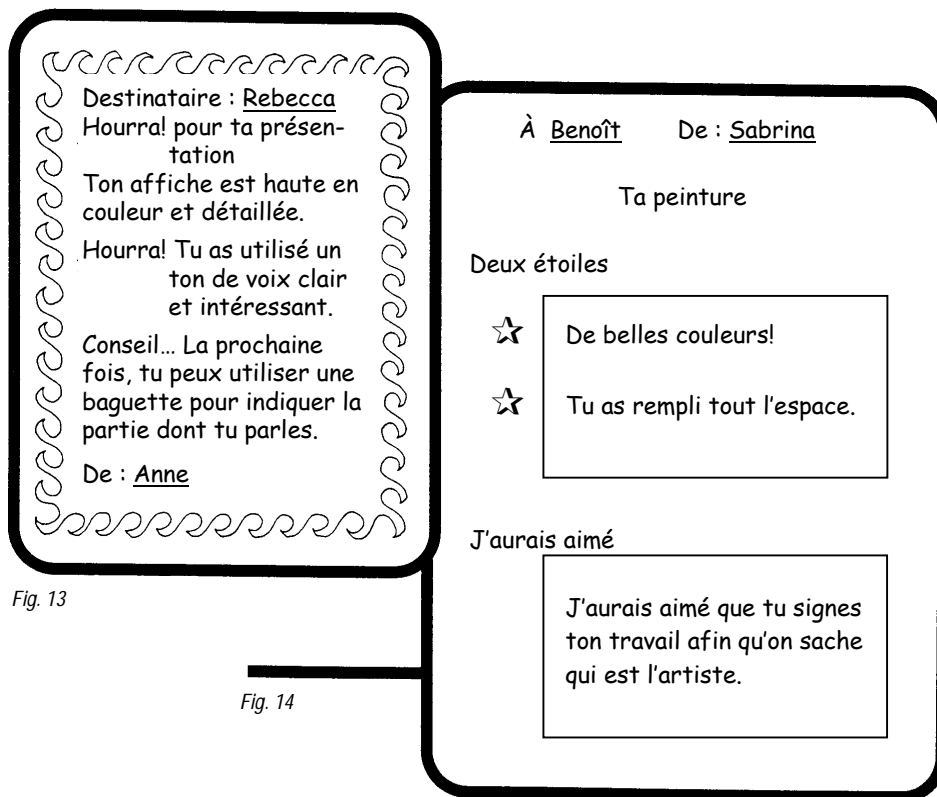 Destinataire : Rebecca
Hourra! pour ta présen-
tation
Ton affiche est haute en
couleur et détaillée.
Hourra! Tu as utilisé un
ton de voix clair
et intéressant.
Conseil... La prochaine
fois, tu peux utiliser une
baguette pour indiquer la
partie dont tu parles.
De : Anne
Fig. 13
À Benoît De : Sabrina
Ta peinture
Deux étoiles
De belles couleurs!
Tu as rempli tout l'espace.
J'aurais aimé
J'aurais aimé que tu signes
ton travail afin qu'on sache
qui est l'artiste.
Fig. 14